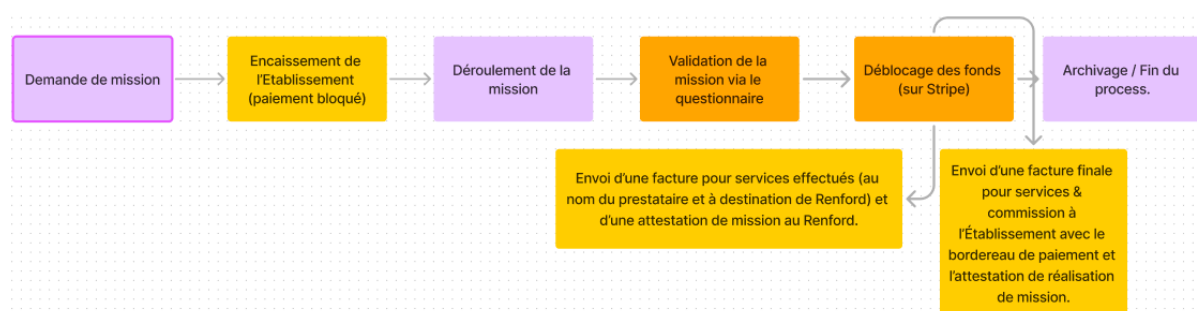 Demande de mission
Encaissement de
l'Etablissement
(paiement bloqué)
Déroulement de la
mission
Validation de la
mission via le
questionnaire
Déblocage des fonds
(sur Stripe)
Archivage / Fin du
process.
Envoi d'une facture pour services effectués (au
nom du prestataire et à destination de Renford) et
d'une attestation de mission au Renford.
Envoi d'une facture finale
pour services &
commission à
l'Établissement avec le
bordereau de paiement et
l'attestation de réalisation
de mission.